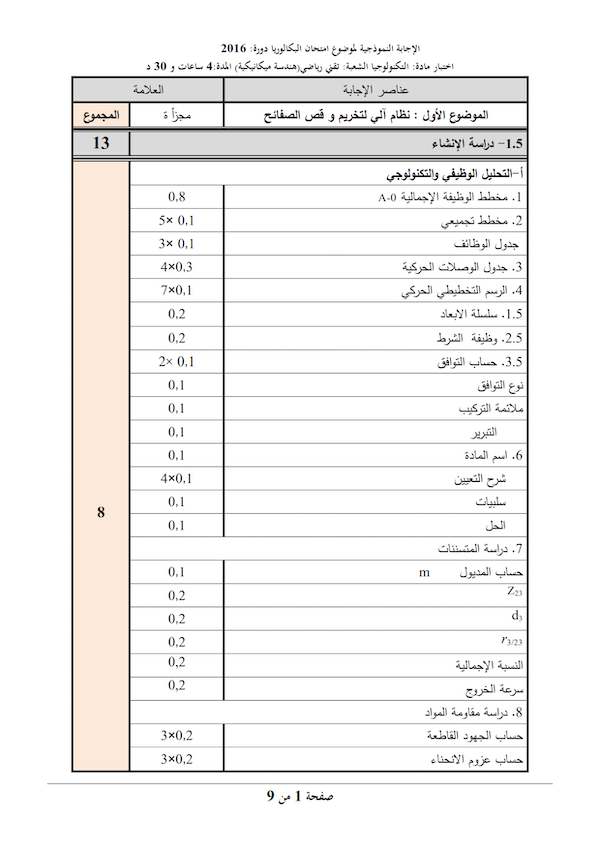 الإجابة النموذجية لموضوع امتحان البكالوريا دورة: 2016
اختبار مادة: التكنولوجيا الشعبة: تقني رياضي(هندسة ميكانيكية) المدة:4 ساعات و 30 د
عناصر الإجابة العلامة
الموضوع الأول : نظام آلي لتخريم و قص الصفائح مجزأ ة المجموع
1.5- دراسة الإنشاء 13
أ-التحليل الوظيفي والتكنولوجي
1. مخطط الوظيفة الإجمالية A-0 0,8
2. مخطط تجميعي 5× 0,1
جدول الوظائف 3× 0,1
3. جدول الوصلات الحركية 4×0,3
4. الرسم التخطيطي الحركي 7×0,1
1.5. سلسلة الابعاد 0,2
2.5. وظيفة الشرط 0,2
3.5. حساب التوافق 2× 0,1
نوع التوافق 0,1
ملائمة التركيب 0,1
التبرير 0,1
6. اسم المادة 0,1
شرح التعيين 4×0,1
سلبيات 0,1
8
الحل 0,1
7. دراسة المتسننات
حساب المديول m 0,1
Z23 0,2
d3 0,2
r3/23 0,2
النسبة الإجمالية 0,2
سرعة الخروج 0,2
8. دراسة مقاومة المواد
حساب الجهود القاطعة 3×0,2
حساب عزوم الانحناء 3×0,2
صفحة 1 من 9